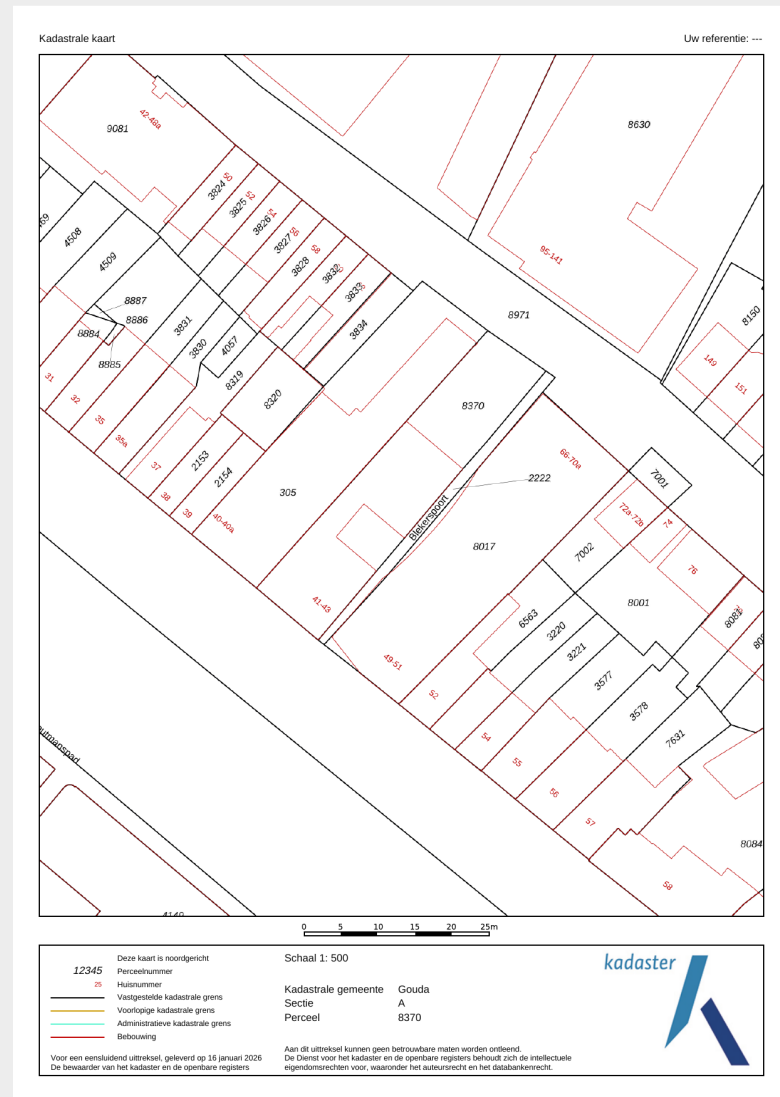 Kadastrale kaart
Uw referentie: ---
9081
42-48a
8630
3824
50
3825
52
3826
54
3827
56
3828
58
3832
3833
3834
4508
4509
95-141
8971
8150
149
151
8887
8886
8884
8885
3831
3830
4057
8319
8320
8370
31
32
35
35a
37
38
39
40-40a
2153
2154
305
Blekerspoort
2222
66-70a
7001
72a-72b
74
76
8017
7002
8001
8081
6563
3220
3221
3577
3578
7631
41-43
49-51
52
54
55
56
57
58
8084
4140
0 5 10 15 20 25m
12345
25
Deze kaart is noordgericht
Perceelnummer
Huisnummer
Vastgestelde kadastrale grens
Voorlopige kadastrale grens
Administratieve kadastrale grens
Bebouwing
Voor een eensluidend uittreksel, geleverd op 16 januari 2026
De bewaarder van het kadaster en de openbare registers
Schaal 1: 500
Kadastrale gemeente Gouda
Sectie A
Perceel 8370
Aan dit uittreksel kunnen geen betrouwbare maten worden ontleend.
De Dienst voor het kadaster en de openbare registers behoudt zich de intellectuele
eigendomsrechten voor, waaronder het auteursrecht en het databankenrecht.
kadaster